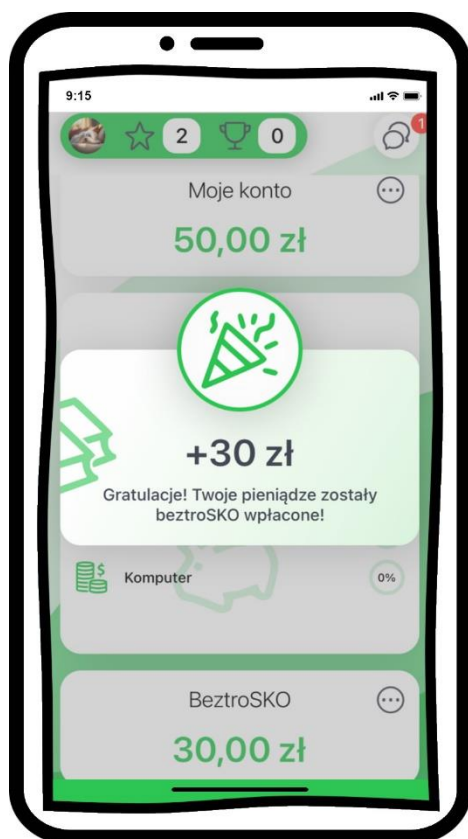 9:15
2
0
1
Moje konto
50,00 zł
+30 zł
Gratulacje! Twoje pieniądze zostały
beztroSKO wpłacone!
$
Komputer
0%
BeztroSKO
30,00 zł